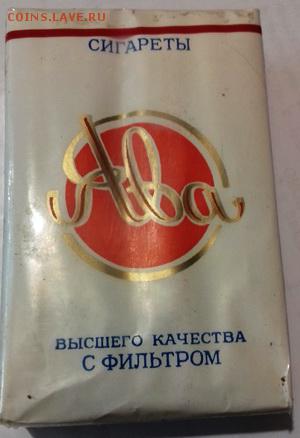 COINS.LAVE.RU
СИГАРЕТЫ
Ява
ВЫСШЕГО КАЧЕСТВА
С ФИЛЬТРОМ